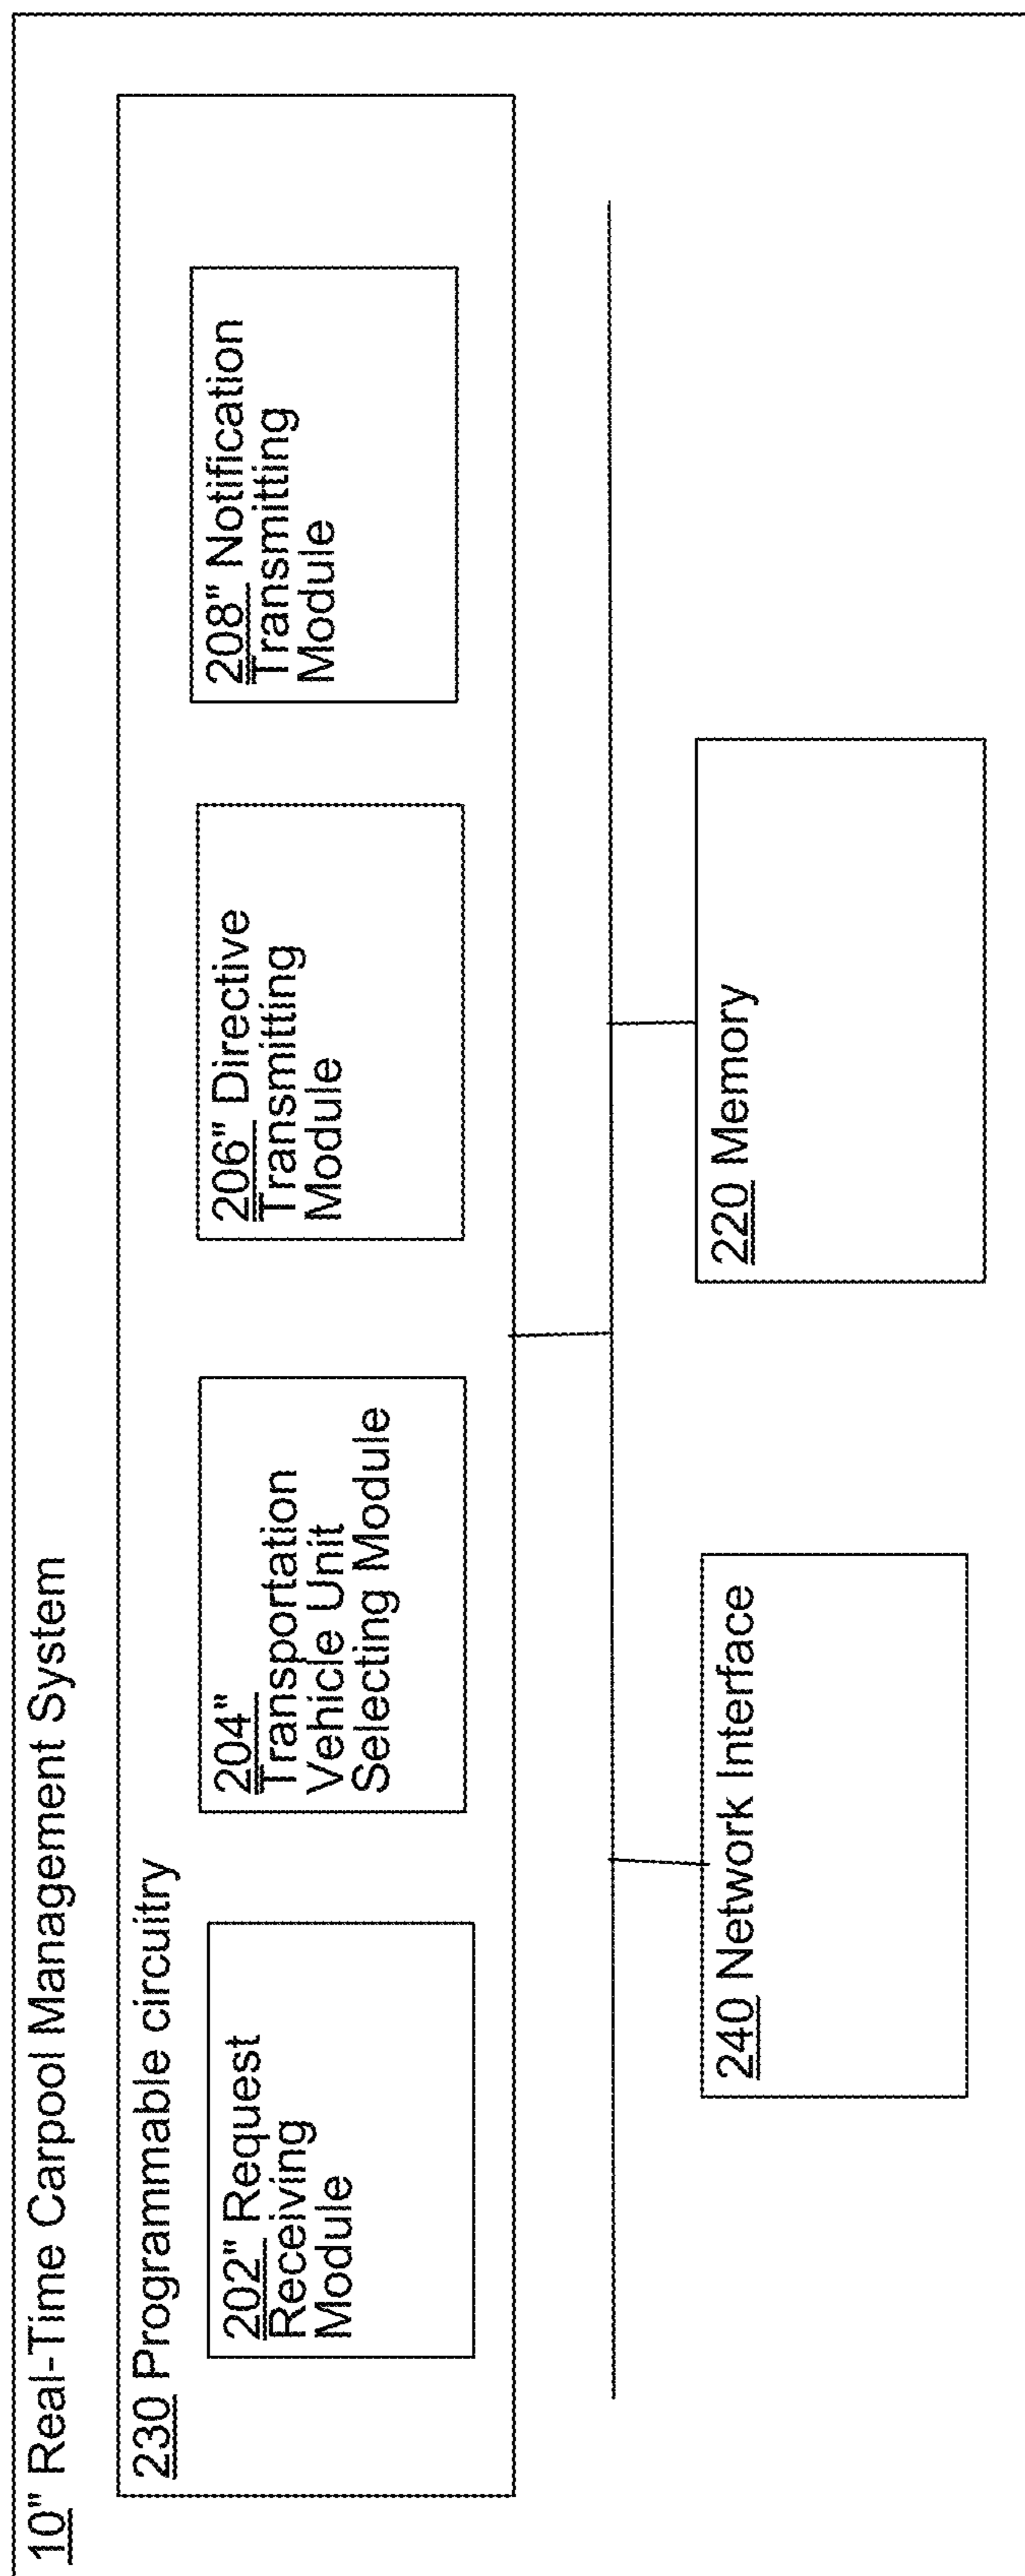 10" Real-Time Carpool Management System
230 Programmable circuitry
202" Request
Receiving
Module
204"
Transportation
Vehicle Unit
Selecting Module
206" Directive
Transmitting
Module
208" Notification
Transmitting
Module
240 Network Interface
220 Memory